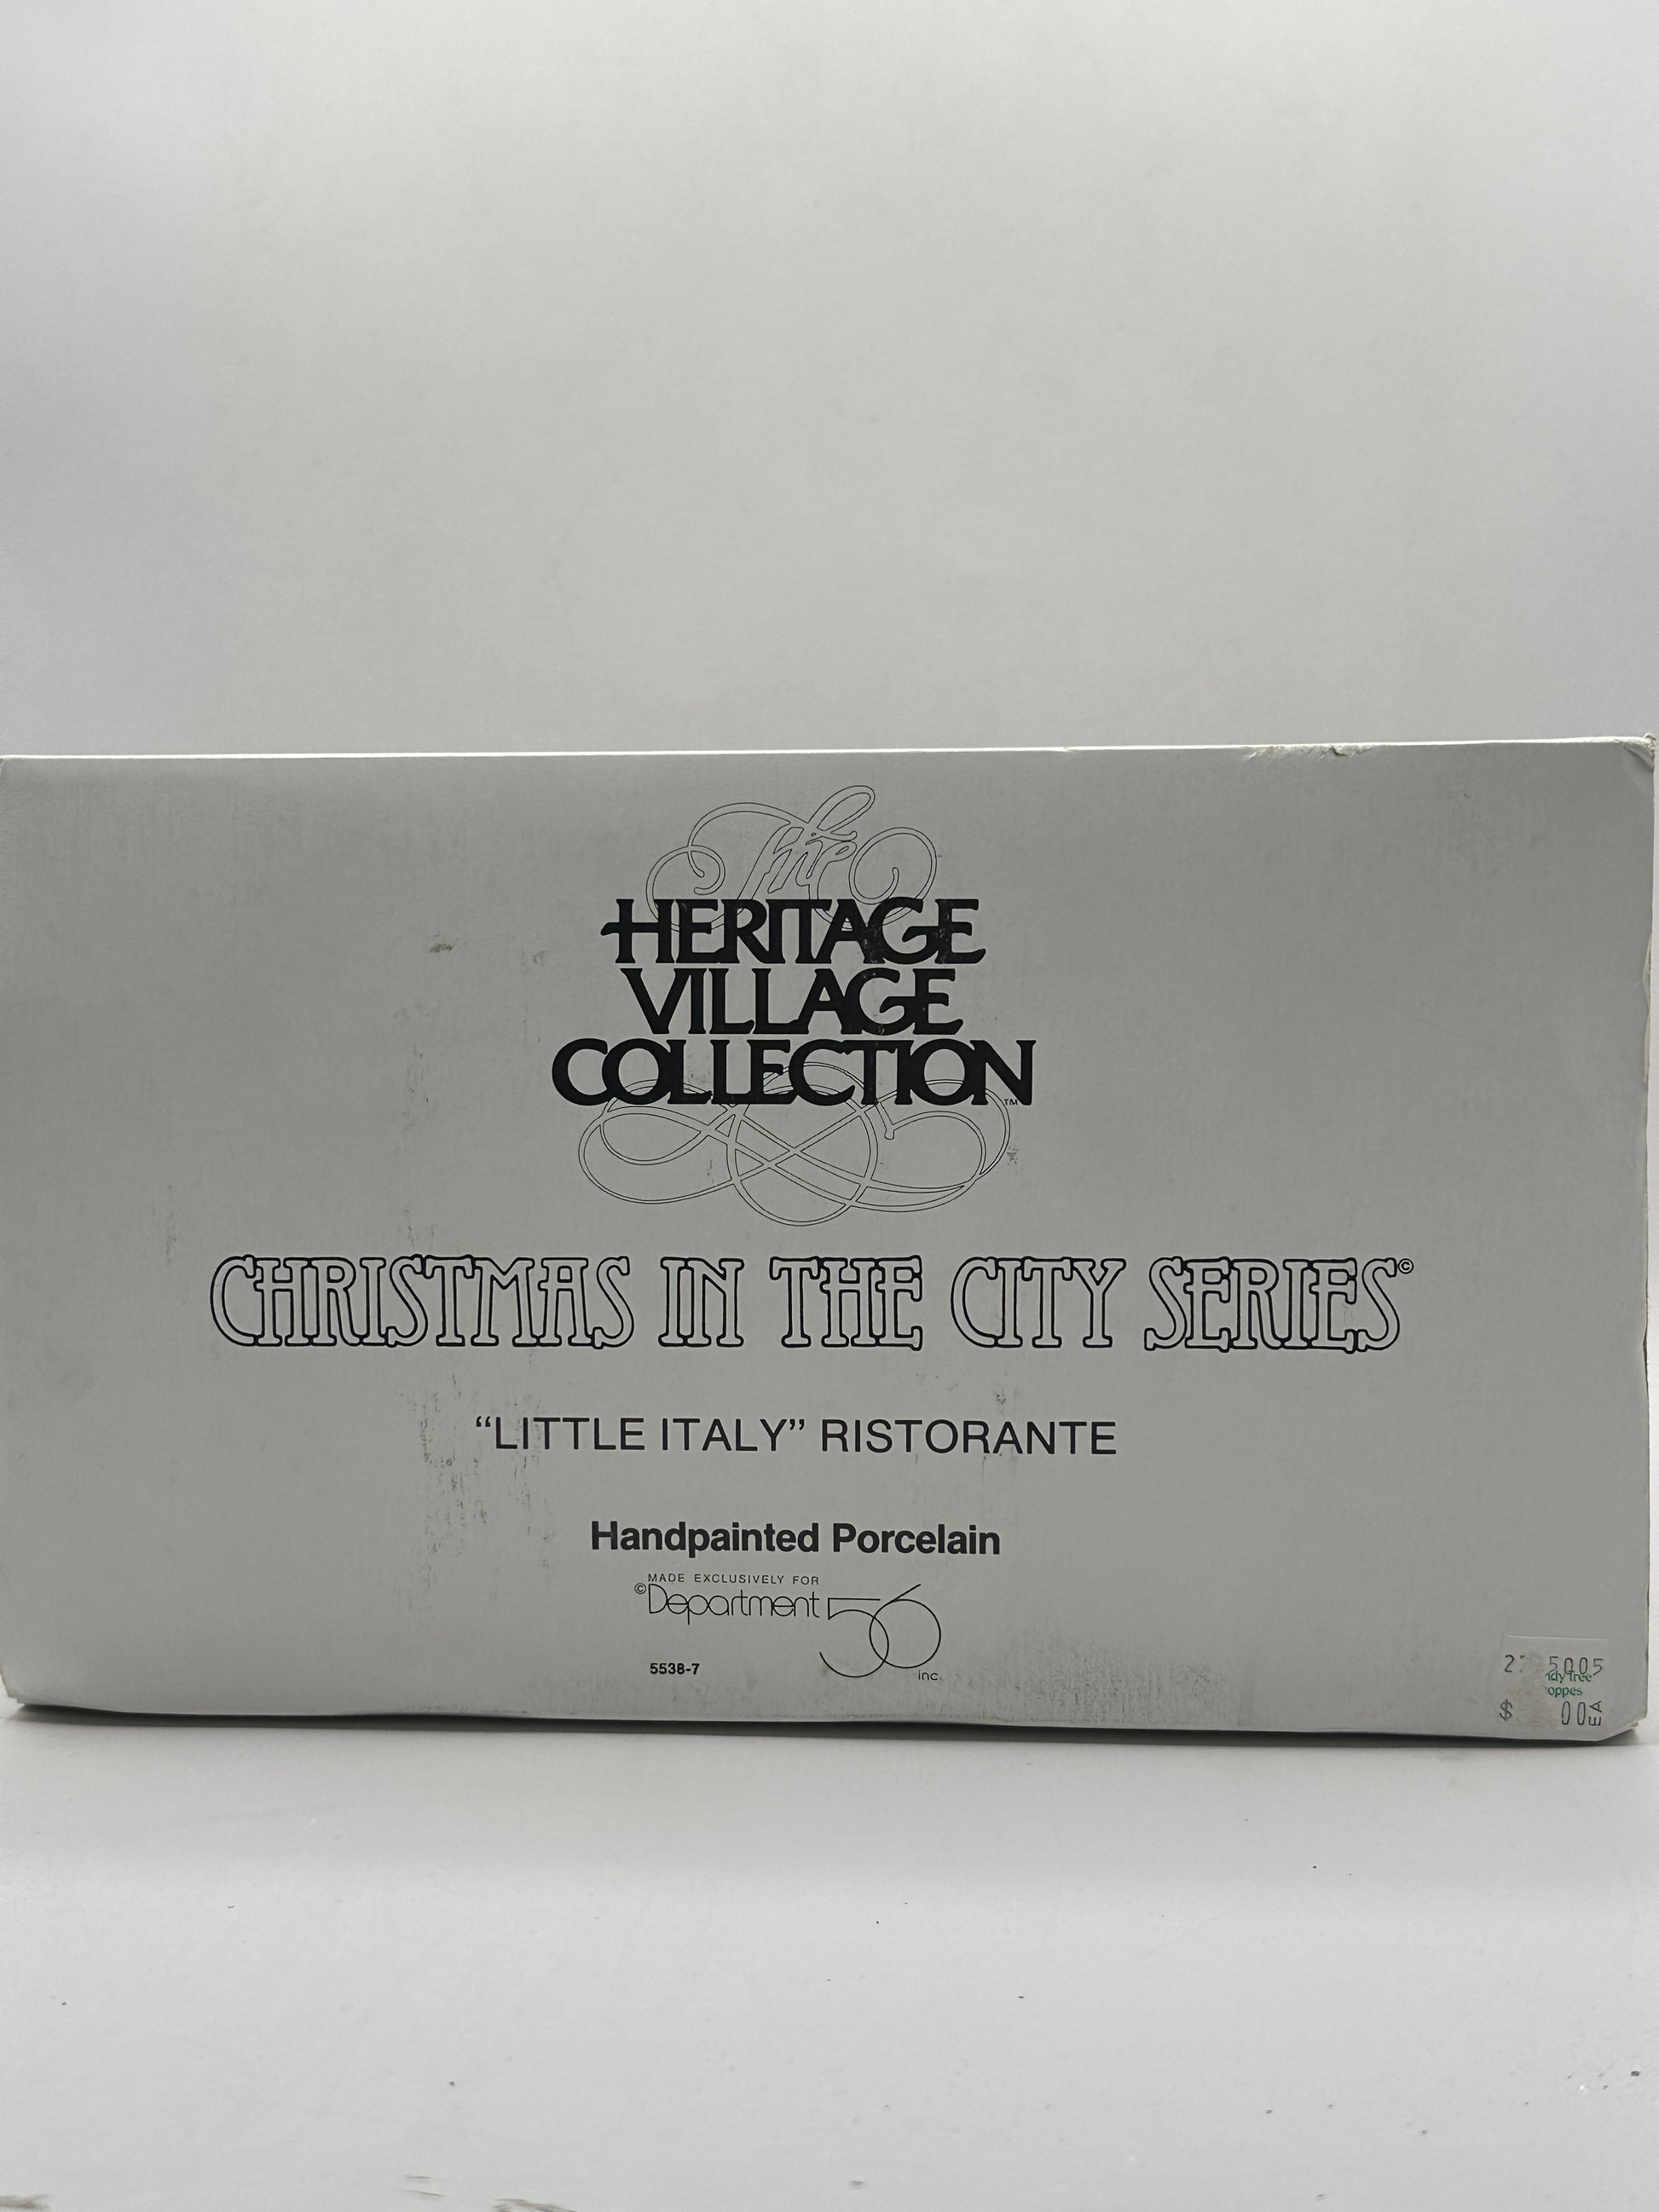 The
HERITAGE
VILLAGE
COLLECTION™
CHRISTMAS IN THE CITY SERIES©
“LITTLE ITALY” RISTORANTE
Handpainted Porcelain
MADE EXCLUSIVELY FOR
©Department 56
inc.
5538-7
5005
$ 00 EA